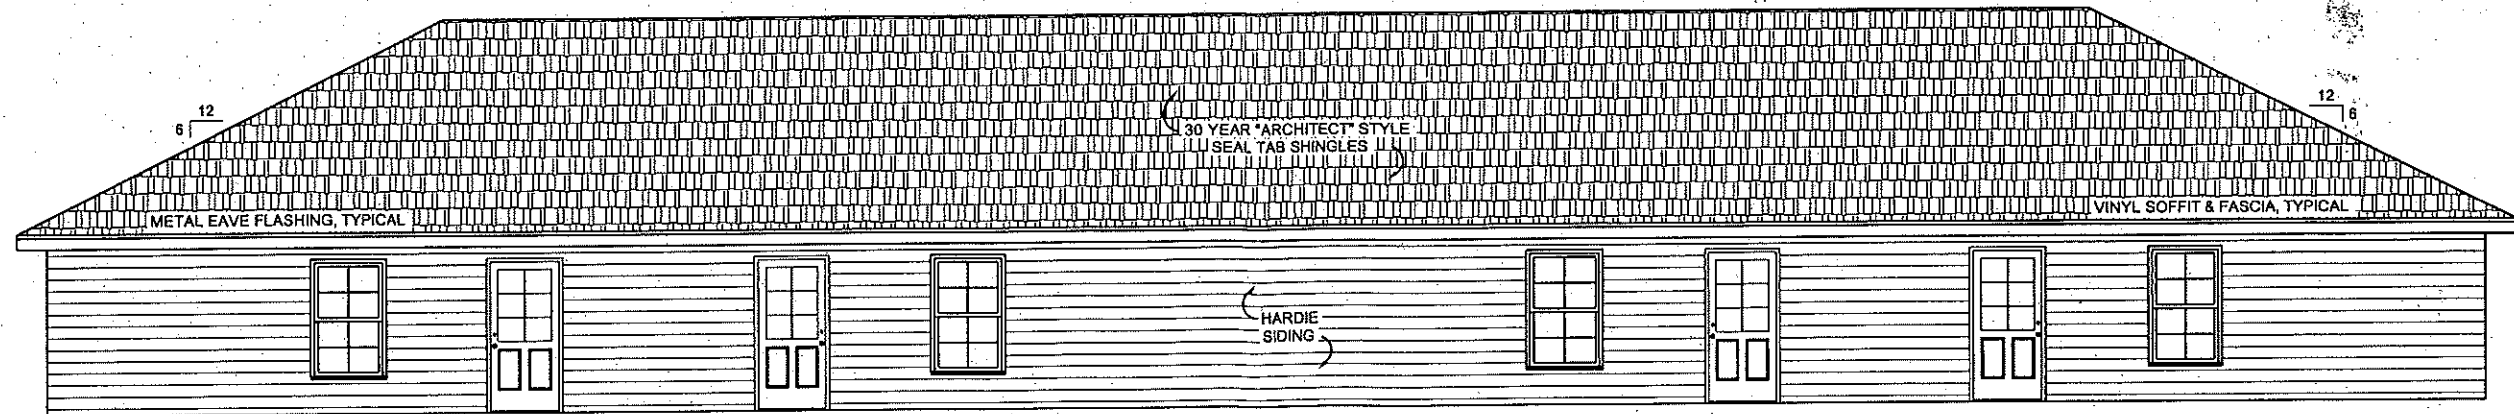 12
6
12
6
30 YEAR "ARCHITECT" STYLE
SEAL TAB SHINGLES
METAL EAVE FLASHING, TYPICAL
VINYL SOFFIT & FASCIA, TYPICAL
HARDIE
SIDING